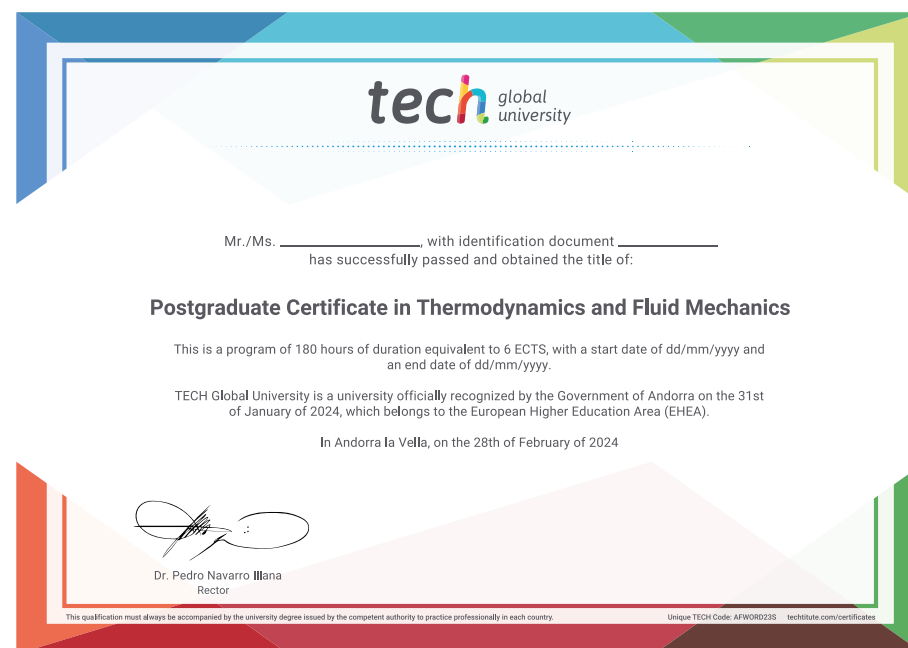 tech global
university
Mr./Ms. ____________________, with identification document ______________
has successfully passed and obtained the title of:
Postgraduate Certificate in Thermodynamics and Fluid Mechanics
This is a program of 180 hours of duration equivalent to 6 ECTS, with a start date of dd/mm/yyyy and
an end date of dd/mm/yyyy.
TECH Global University is a university officially recognized by the Government of Andorra on the 31st
of January of 2024, which belongs to the European Higher Education Area (EHEA).
In Andorra la Vella, on the 28th of February of 2024
Dr. Pedro Navarro Illana
Rector
This qualification must always be accompanied by the university degree issued by the competent authority to practice professionally in each country. Unique TECH Code: AFWORD23S techtitute.com/certificates